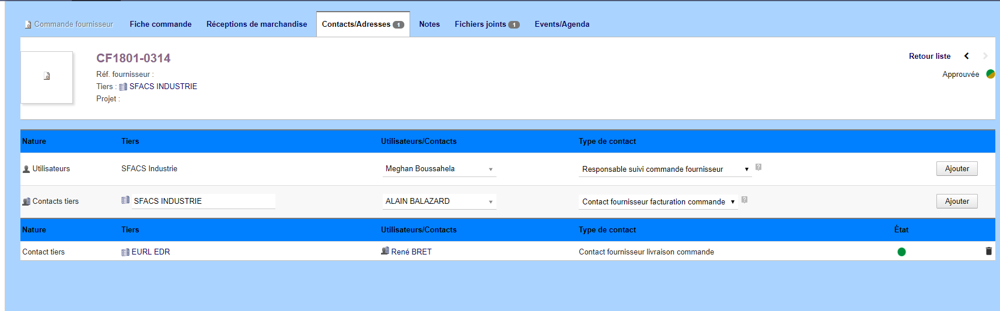 Commande fournisseur Fiche commande Réceptions de marchandise Contacts/Adresses 1 Notes Fichiers joints 1 Events/Agenda
CF1801-0314
Retour liste
Réf. fournisseur :
Approuvée
Tiers : SFACS INDUSTRIE
Projet :
Nature Tiers Utilisateurs/Contacts Type de contact
Utilisateurs SFACS Industrie Meghan Boussahela Responsable suivi commande fournisseur ? Ajouter
Contacts tiers SFACS INDUSTRIE ALAIN BALAZARD Contact fournisseur facturation commande ? Ajouter
Nature Tiers Utilisateurs/Contacts Type de contact État
Contact tiers EURL EDR René BRET Contact fournisseur livraison commande